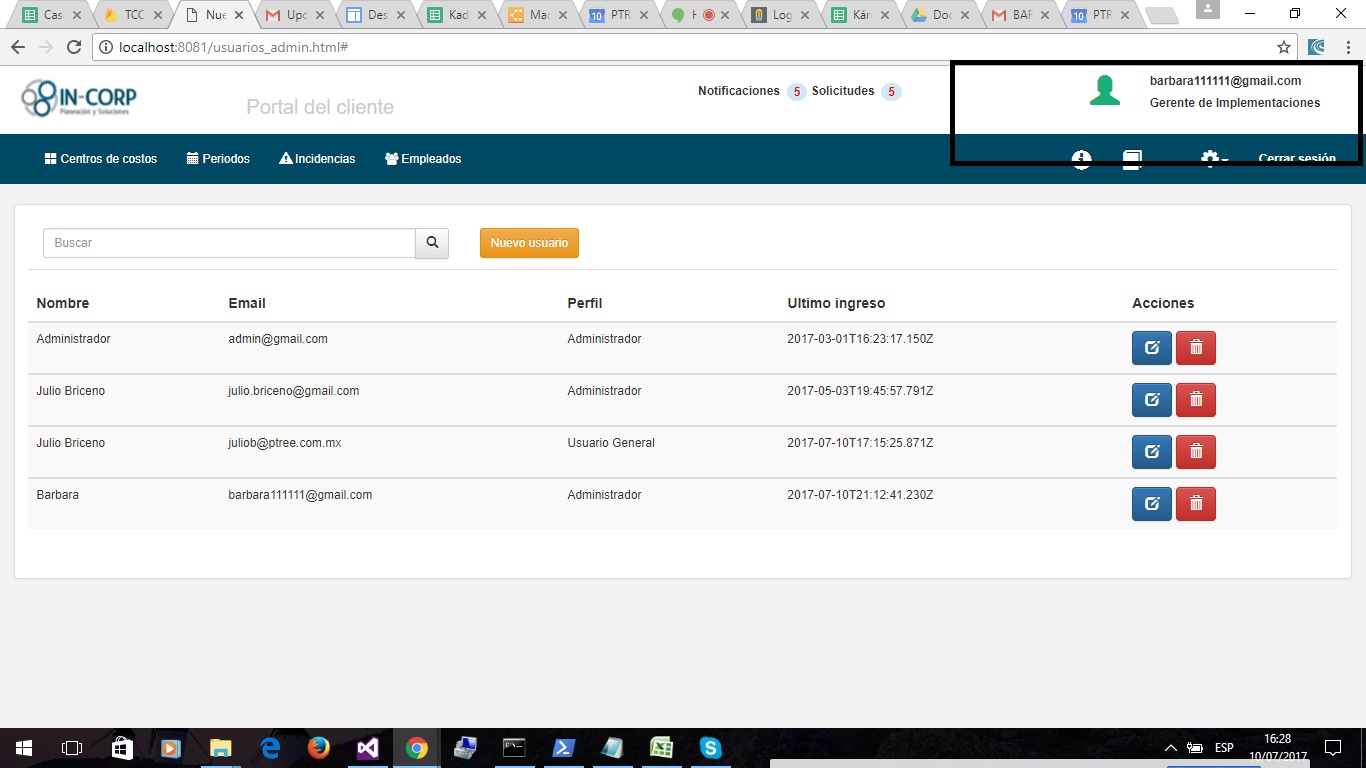 Cas
TCC
Nue
Upd
Des
Kad
Ma
PTR
H
Log
Kár
Doc
BAF
PTR
localhost:8081/usuarios_admin.html#
IN-CORP
Planeación y Soluciones
Portal del cliente
Notificaciones 5 Solicitudes 5
barbara111111@gmail.com
Gerente de Implementaciones
Centros de costos Periodos Incidencias Empleados Cerrar sesión
Buscar Nuevo usuario
Nombre Email Perfil Ultimo ingreso Acciones
Administrador admin@gmail.com Administrador 2017-03-01T16:23:17.150Z
Julio Briceno julio.briceno@gmail.com Administrador 2017-05-03T19:45:57.791Z
Julio Briceno juliob@ptree.com.mx Usuario General 2017-07-10T17:15:25.871Z
Barbara barbara111111@gmail.com Administrador 2017-07-10T21:12:41.230Z
ESP
16:28
10/07/2017